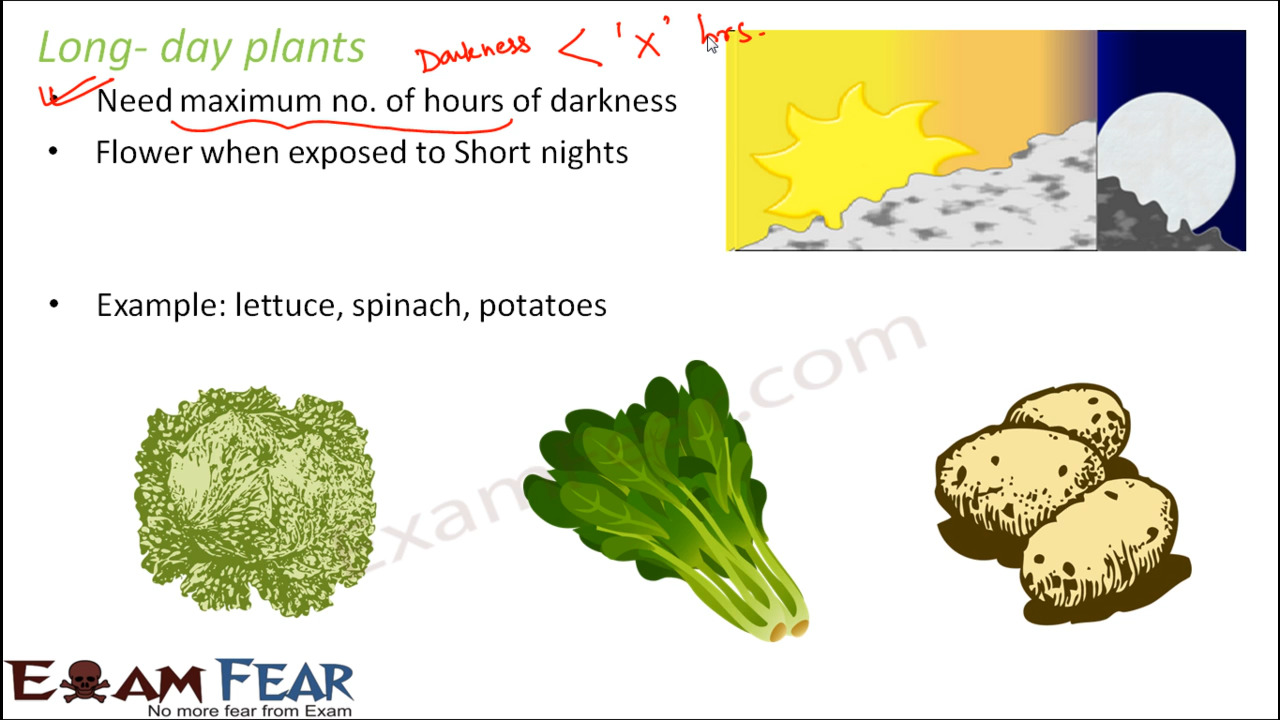 Long- day plants
Darkness < 'x' hrs.
• Need maximum no. of hours of darkness
• Flower when exposed to Short nights
• Example: lettuce, spinach, potatoes
EXAM FEAR
No more fear from Exam